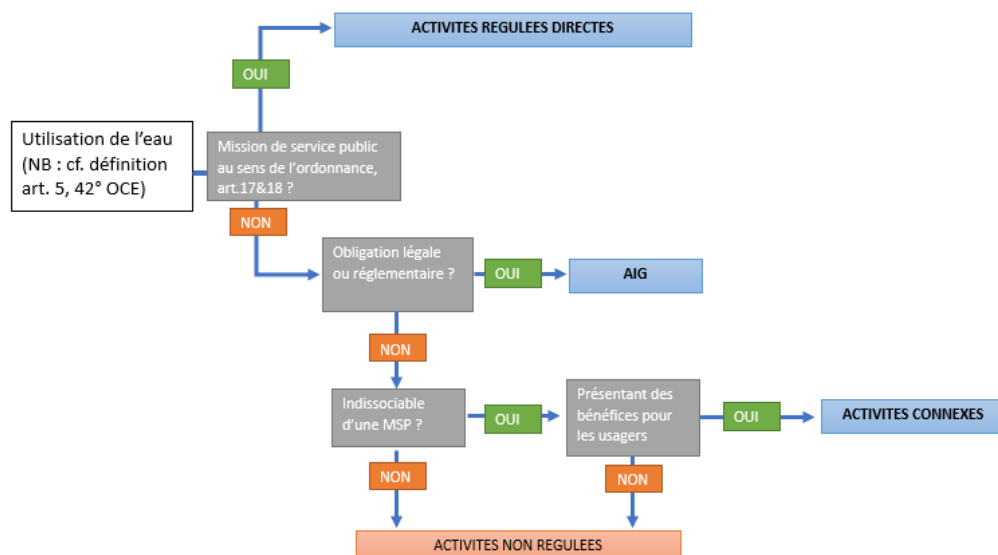 ACTIVITES REGULEES DIRECTES
OUI
Utilisation de l'eau
(NB : cf. définition
art. 5, 42° OCE)
Mission de service public
au sens de l'ordonnance,
art.17&18 ?
NON
Obligation légale
ou réglementaire ?
OUI
AIG
NON
Indissociable
d'une MSP ?
OUI
Présentant des
bénéfices pour
les usagers
OUI
ACTIVITES CONNEXES
NON
NON
ACTIVITES NON REGULEES